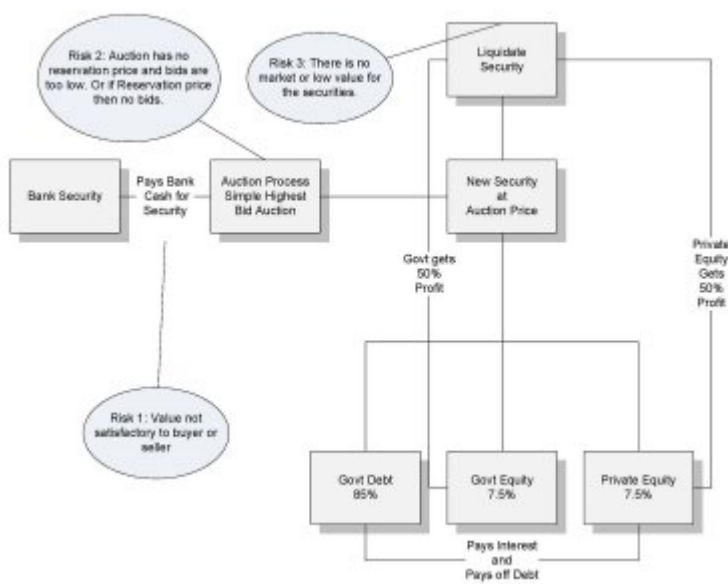 Risk 2: Auction has no
reservation price and bids are
too low. Or if Reservation price
then no bids.
Risk 3: There is no
market or low value for
the securities.
Liquidate
Security
Bank Security
Pays Bank
Cash for
Security
Auction Process
Simple Highest
Bid Auction
New Security
at
Auction Price
Govt gets
50%
Profit
Private
Equity
Gets
50%
Profit
Risk 1: Value not
satisfactory to buyer or
seller
Govt Debt
85%
Govt Equity
7.5%
Private Equity
7.5%
Pays Interest
and
Pays off Debt